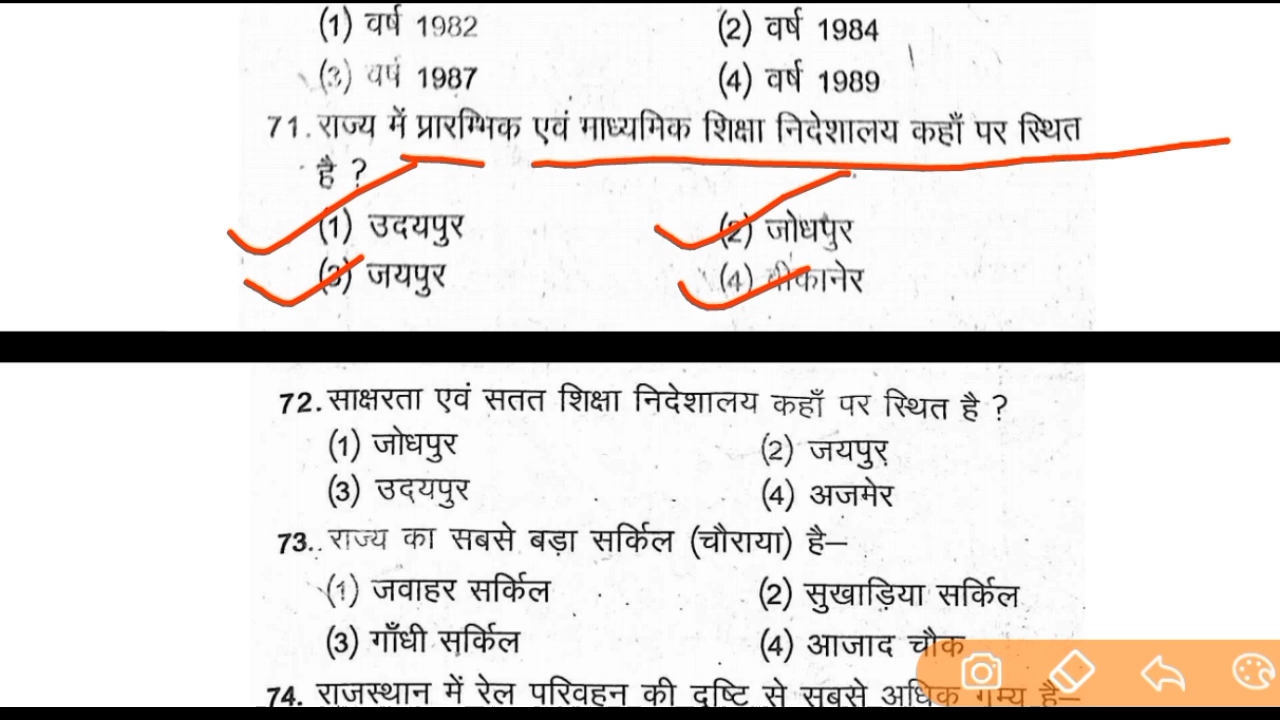 (1) वर्ष 1982 (2) वर्ष 1984
(3) वर्ष 1987 (4) वर्ष 1989
71. राज्य में प्रारम्भिक एवं माध्यमिक शिक्षा निदेशालय कहाँ पर स्थित
है ?
(1) उदयपुर (2) जोधपुर
(3) जयपुर (4) बीकानेर
72. साक्षरता एवं सतत शिक्षा निदेशालय कहाँ पर स्थित है ?
(1) जोधपुर (2) जयपुर
(3) उदयपुर (4) अजमेर
73. राज्य का सबसे बड़ा सर्किल (चौराया) है–
(1) जवाहर सर्किल (2) सुखाड़िया सर्किल
(3) गाँधी सर्किल (4) आजाद चौक
74. राजस्थान में रेल परिवहन की दृष्टि से सबसे अधिक गम्य है–